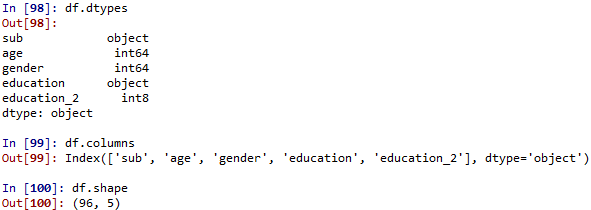 In [98]: df.dtypes
Out[98]:
sub            object
age             int64
gender          int64
education      object
education_2      int8
dtype: object
In [99]: df.columns
Out[99]: Index(['sub', 'age', 'gender', 'education', 'education_2'], dtype='object')
In [100]: df.shape
Out[100]: (96, 5)